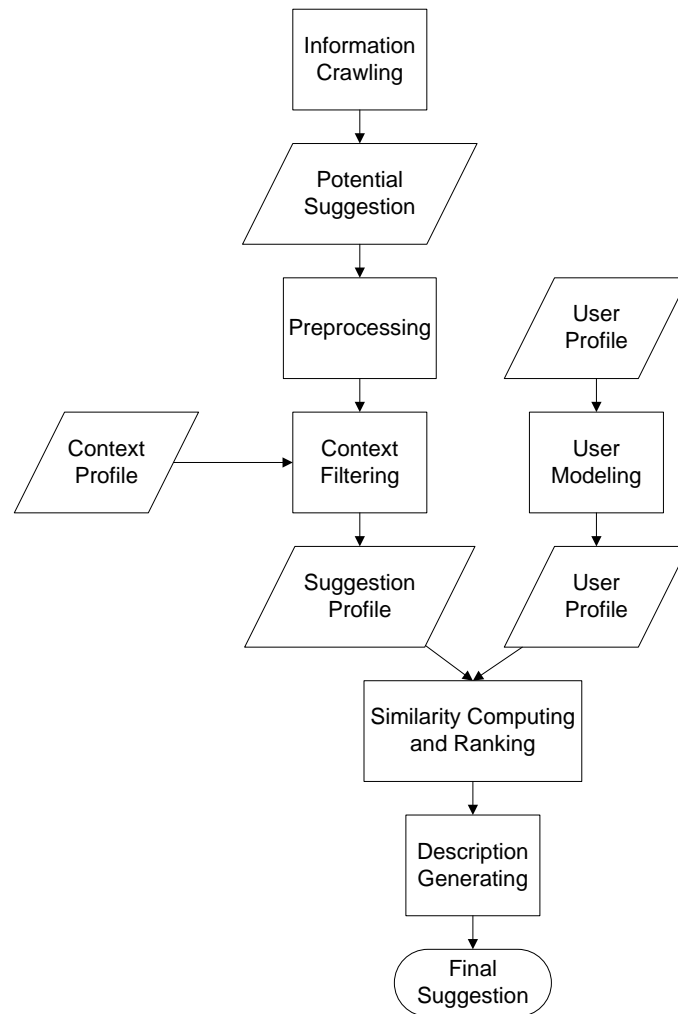 Information
Crawling
Potential
Suggestion
Preprocessing
User
Profile
Context
Profile
Context
Filtering
User
Modeling
Suggestion
Profile
User
Profile
Similarity Computing
and Ranking
Description
Generating
Final
Suggestion